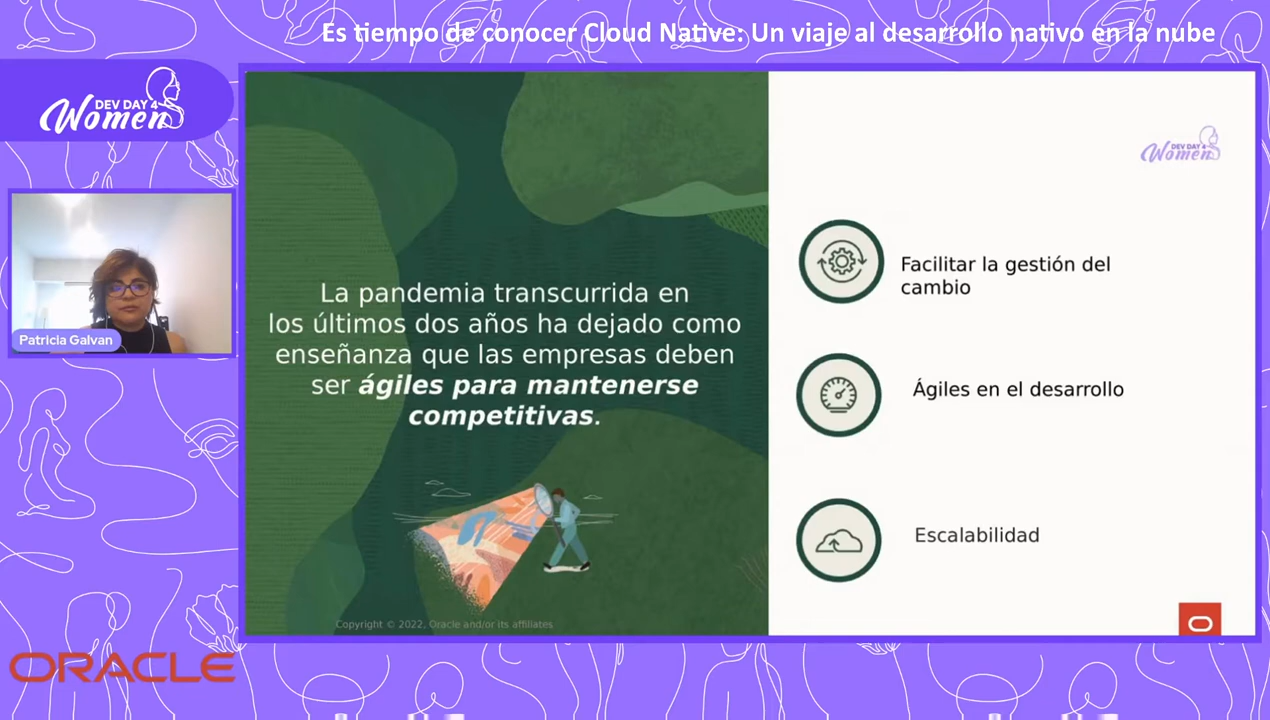 Es tiempo de conocer Cloud Native: Un viaje al desarrollo nativo en la nube
DEV DAY 4
Women
Patricia Galvan
La pandemia transcurrida en
los últimos dos años ha dejado como
enseñanza que las empresas deben
ser ágiles para mantenerse
competitivas.
Copyright © 2022, Oracle and/or its affiliates
DEV DAY 4
Women
Facilitar la gestión del
cambio
Ágiles en el desarrollo
Escalabilidad
ORACLE